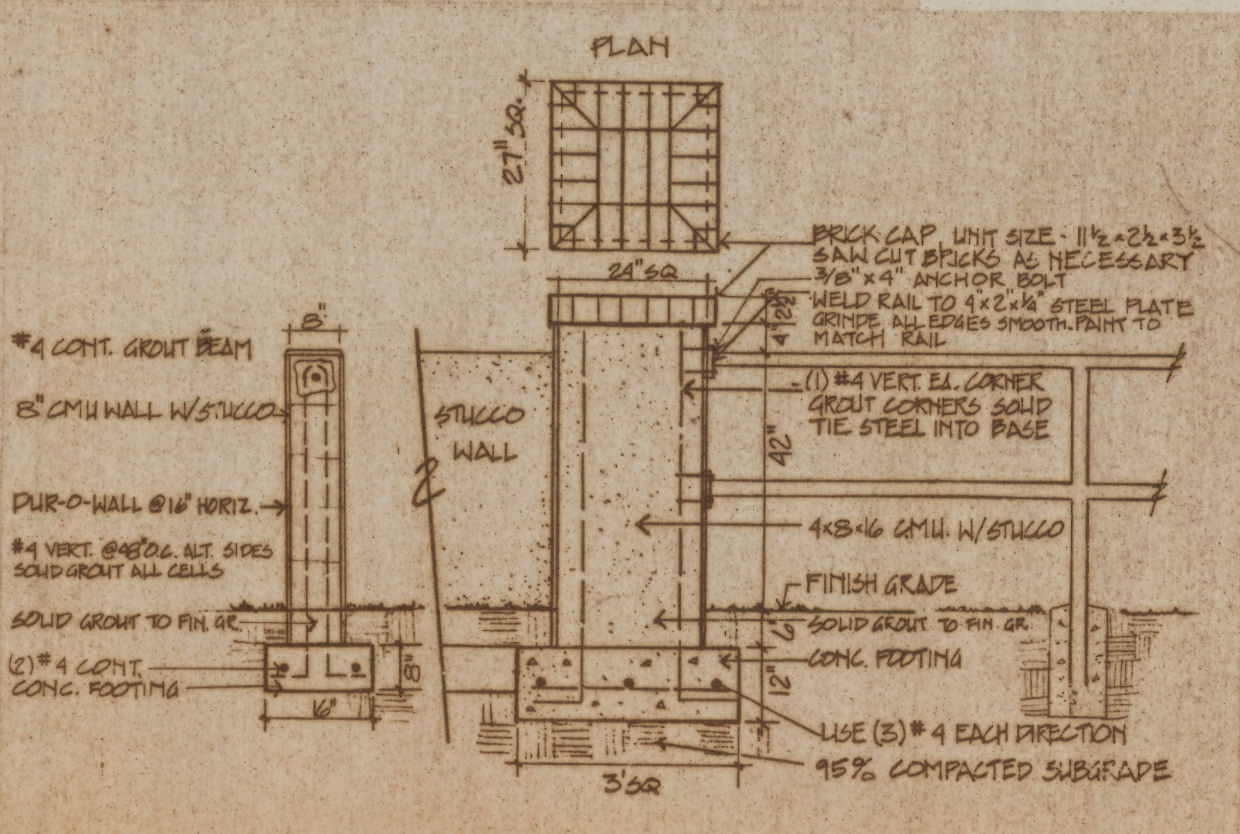 PLAN
27" SQ.
BRICK CAP UNIT SIZE - 11½ × 2½ × 3½
SAW CUT BRICKS AS NECESSARY
3/8" x 4" ANCHOR BOLT
WELD RAIL TO 4"x 2"x ¼" STEEL PLATE
GRINDE ALL EDGES SMOOTH. PAINT TO
MATCH RAIL
24" SQ
4"
8"
#4 CONT. GROUT BEAM
8" CMU WALL W/STUCCO
DUR-O-WALL @ 16" HORIZ.
#4 VERT. @48" O.C. ALT. SIDES
SOLID GROUT ALL CELLS
SOLID GROUT TO FIN. GR.
(2) #4 CONT.
CONC. FOOTING
8"
16"
STUCCO
WALL
(1) #4 VERT. EA. CORNER
GROUT CORNERS SOLID
TIE STEEL INTO BASE
42"
4x8x16 C.M.U. W/STUCCO
FINISH GRADE
6"
SOLID GROUT TO FIN. GR.
CONC. FOOTING
12"
USE (3) #4 EACH DIRECTION
95% COMPACTED SUBGRADE
3' SQ